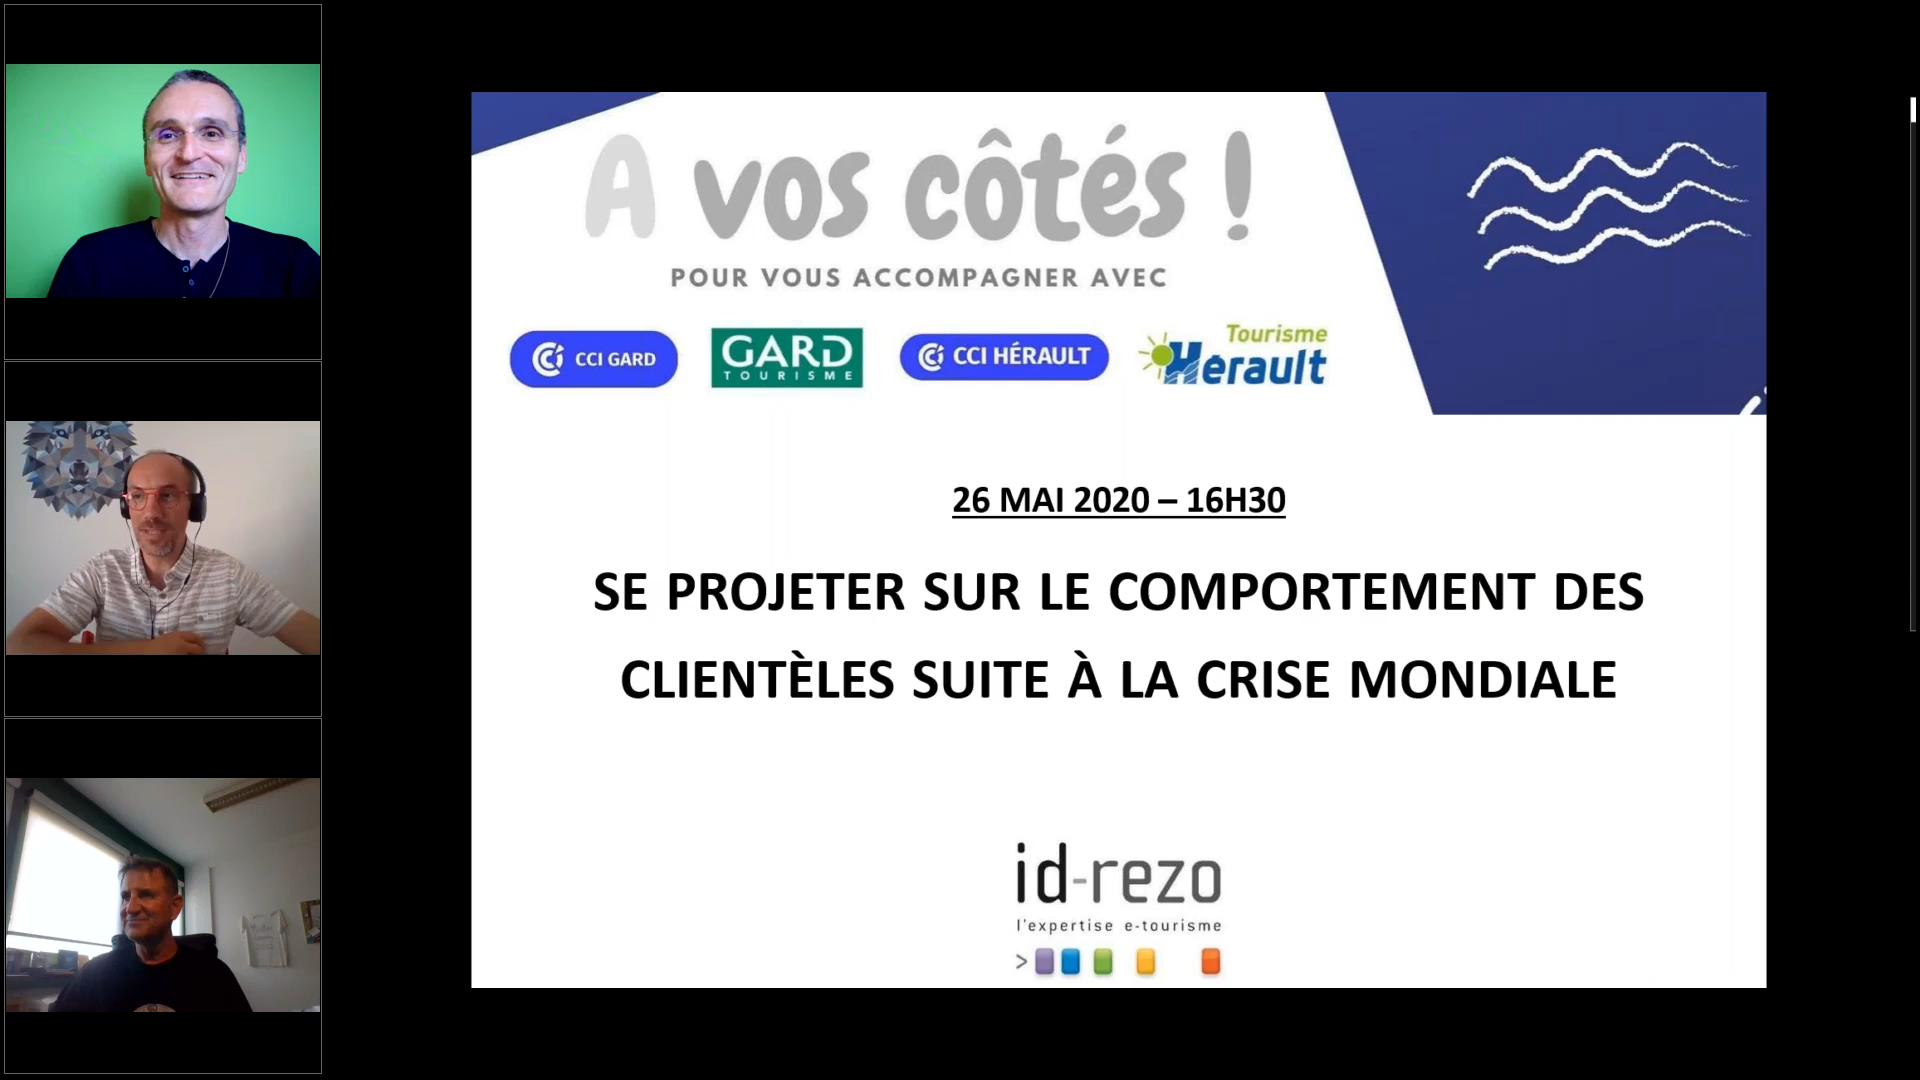 A vos côtés !
POUR VOUS ACCOMPAGNER AVEC
CCI GARD
GARD
TOURISME
CCI HÉRAULT
Tourisme
Hérault
26 MAI 2020 – 16H30
SE PROJETER SUR LE COMPORTEMENT DES
CLIENTÈLES SUITE À LA CRISE MONDIALE
id-rezo
l'expertise e-tourisme
>